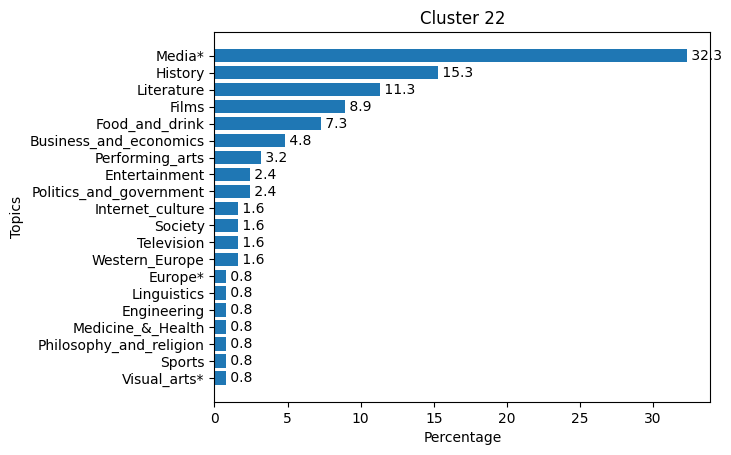 Cluster 22
Media* 32.3
History 15.3
Literature 11.3
Films 8.9
Food_and_drink 7.3
Business_and_economics 4.8
Performing_arts 3.2
Entertainment 2.4
Politics_and_government 2.4
Internet_culture 1.6
Society 1.6
Television 1.6
Western_Europe 1.6
Europe* 0.8
Linguistics 0.8
Engineering 0.8
Medicine_&_Health 0.8
Philosophy_and_religion 0.8
Sports 0.8
Visual_arts* 0.8
Topics
0 5 10 15 20 25 30
Percentage